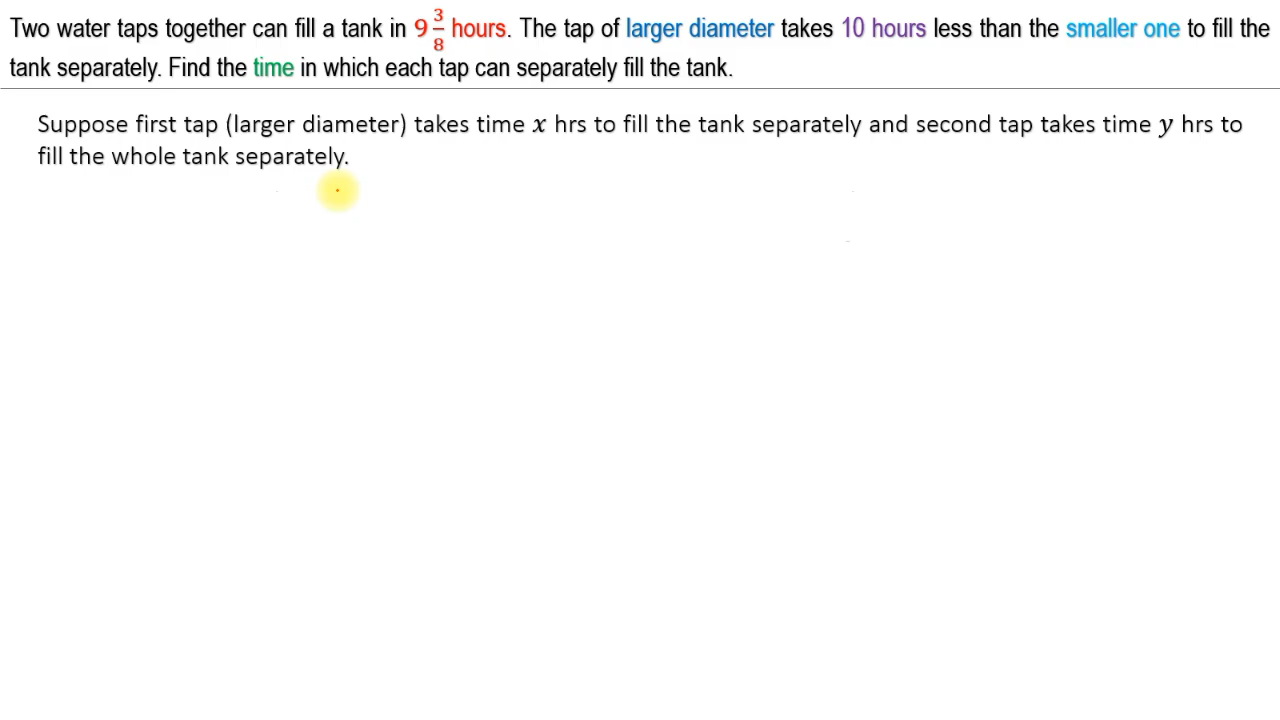 Two water taps together can fill a tank in 9 3/8 hours. The tap of larger diameter takes 10 hours less than the smaller one to fill the
tank separately. Find the time in which each tap can separately fill the tank.
Suppose first tap (larger diameter) takes time x hrs to fill the tank separately and second tap takes time y hrs to
fill the whole tank separately.